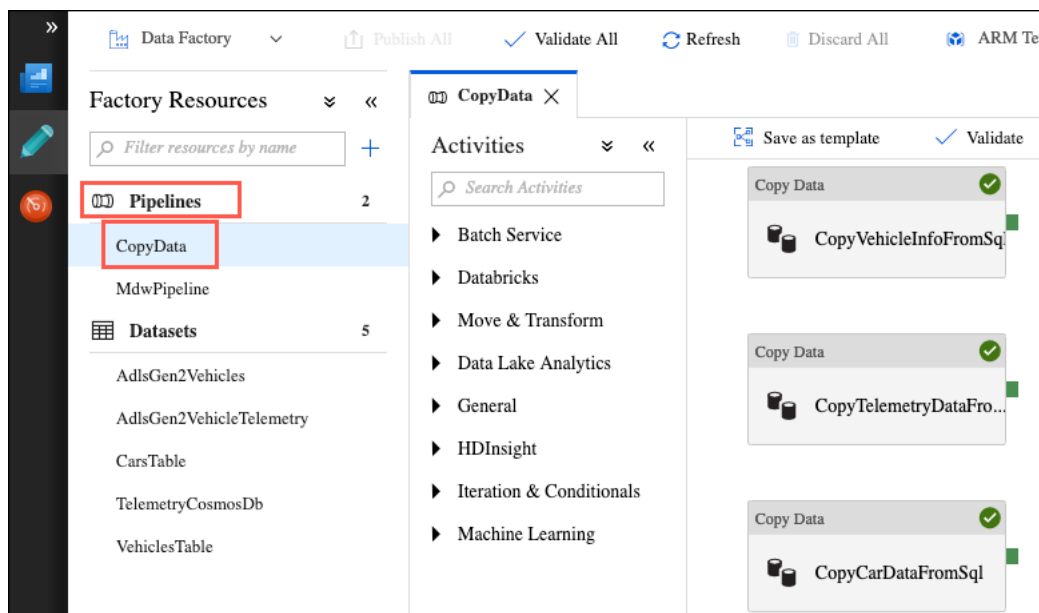 Data Factory
Publish All
Validate All
Refresh
Discard All
ARM Te
Factory Resources
Filter resources by name
Pipelines 2
CopyData
MdwPipeline
Datasets 5
AdlsGen2Vehicles
AdlsGen2VehicleTelemetry
CarsTable
TelemetryCosmosDb
VehiclesTable
CopyData
Activities
Search Activities
Batch Service
Databricks
Move & Transform
Data Lake Analytics
General
HDInsight
Iteration & Conditionals
Machine Learning
Save as template
Validate
Copy Data
CopyVehicleInfoFromSql
Copy Data
CopyTelemetryDataFro...
Copy Data
CopyCarDataFromSql